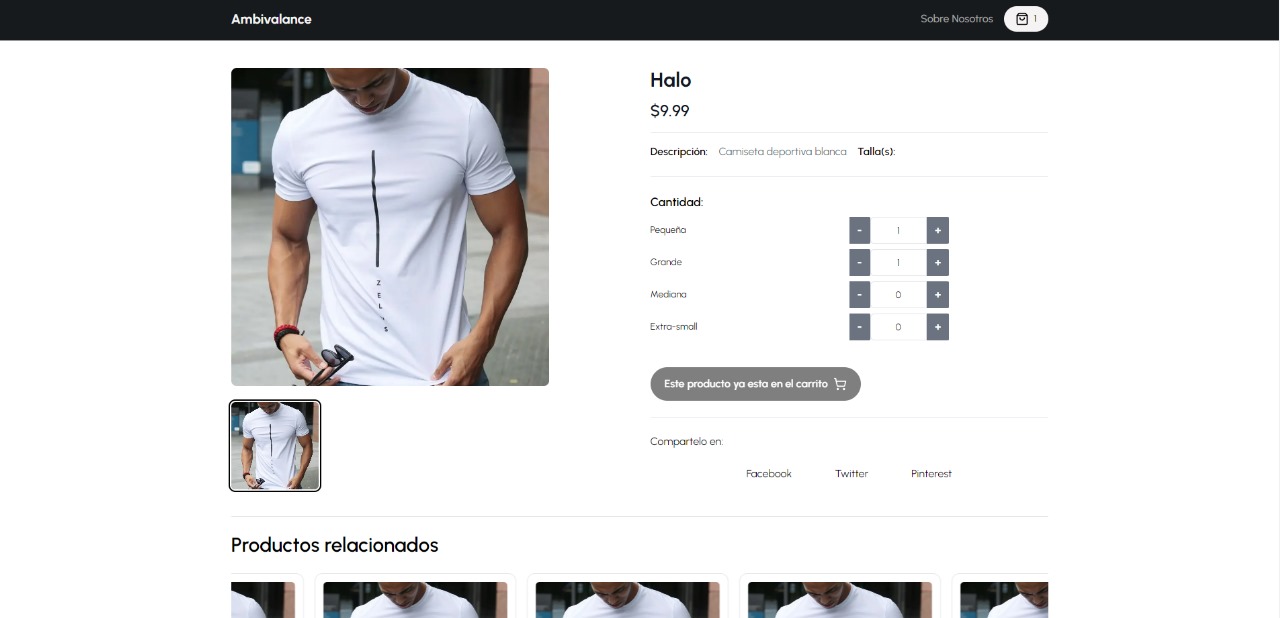 Ambivalance
Sobre Nosotros
1
Halo
$9.99
Descripción: Camiseta deportiva blanca Talla(s):
Cantidad:
Pequeña - 1 +
Grande - 1 +
Mediana - 0 +
Extra-small - 0 +
Este producto ya esta en el carrito
Compartelo en:
Facebook Twitter Pinterest
Productos relacionados